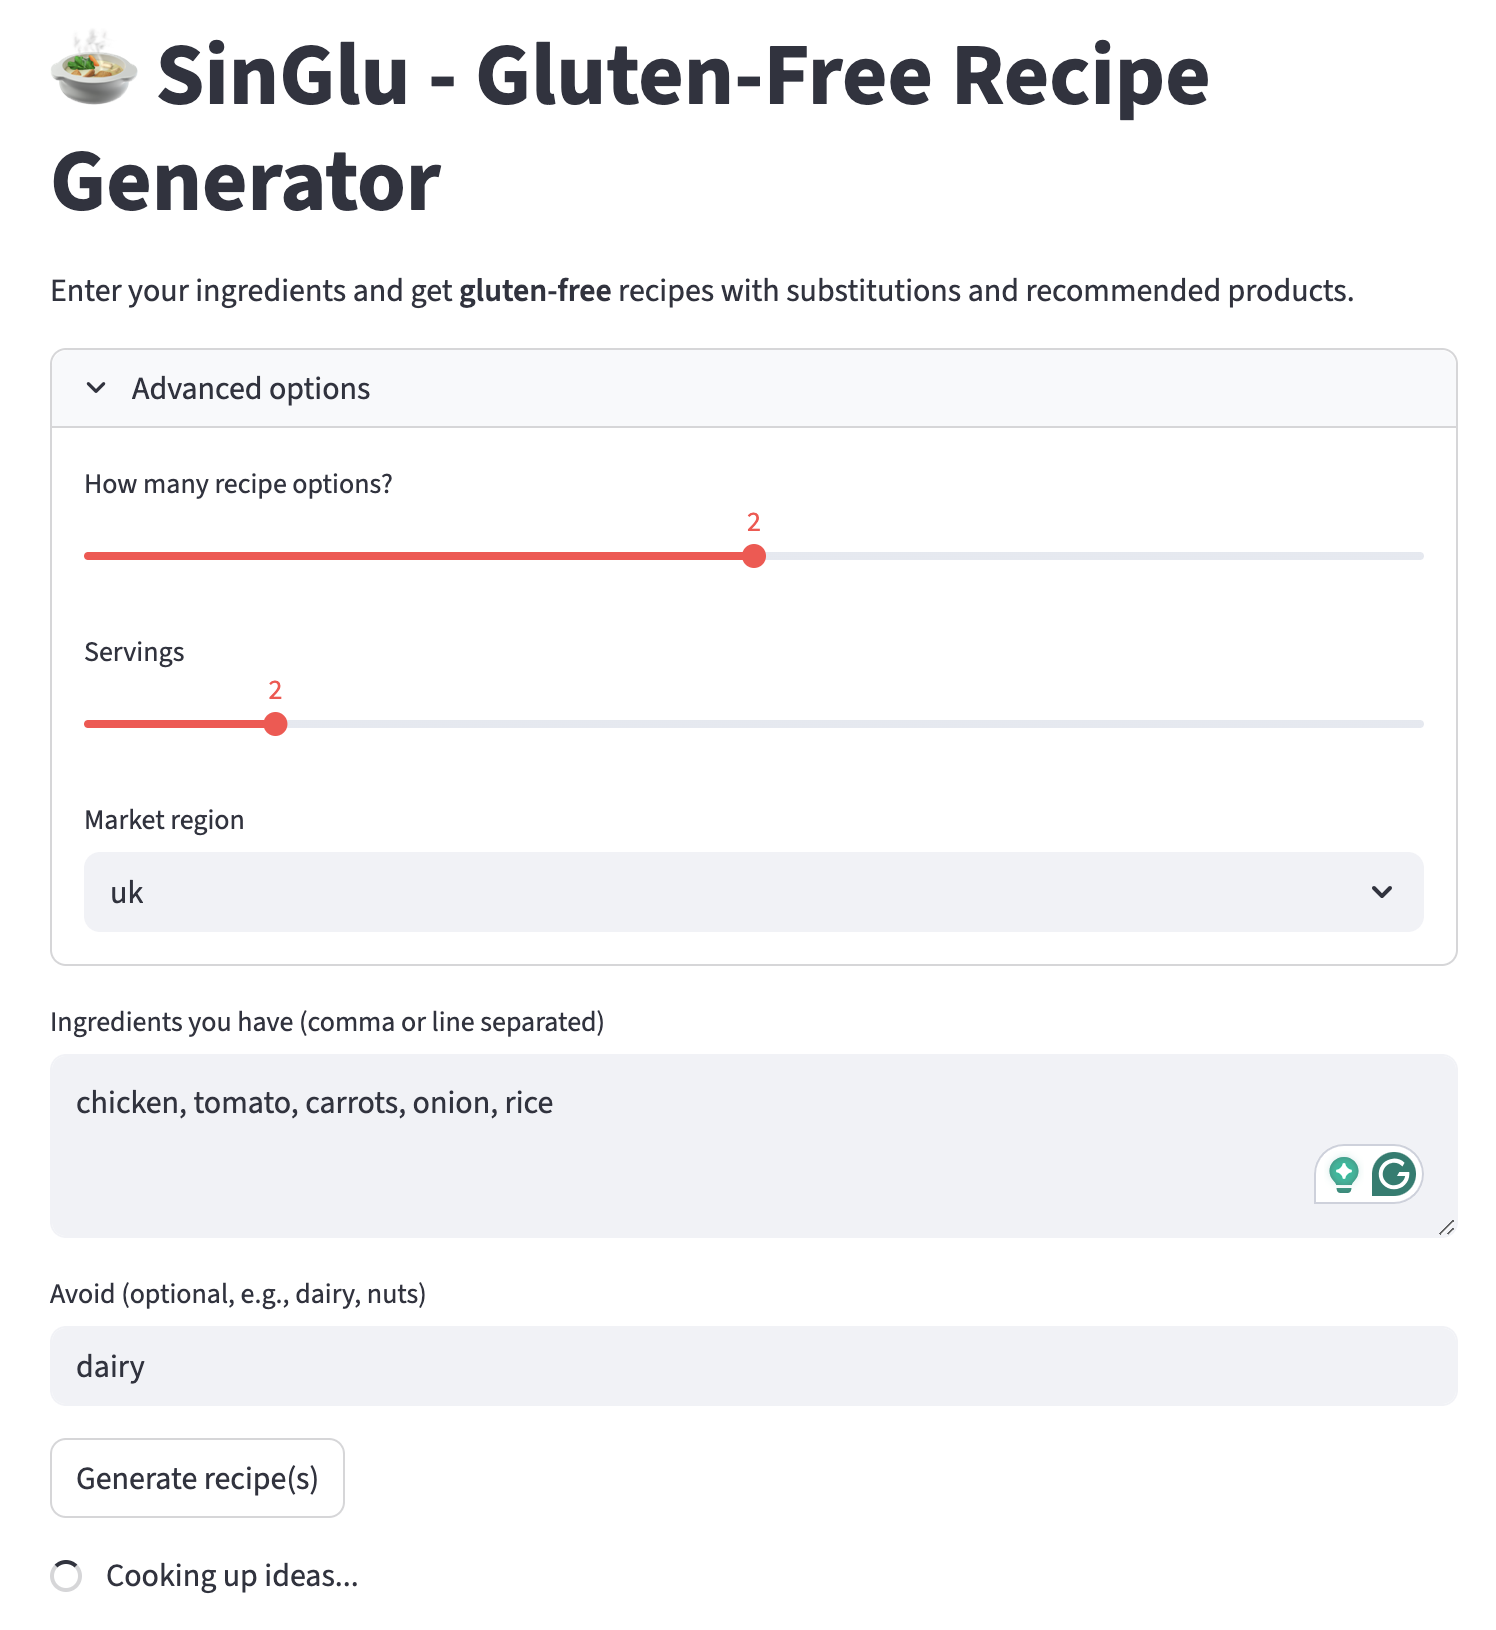 SinGlu - Gluten-Free Recipe
Generator
Enter your ingredients and get gluten-free recipes with substitutions and recommended products.
Advanced options
How many recipe options?
2
Servings
2
Market region
uk
Ingredients you have (comma or line separated)
chicken, tomato, carrots, onion, rice
Avoid (optional, e.g., dairy, nuts)
dairy
Generate recipe(s)
Cooking up ideas...